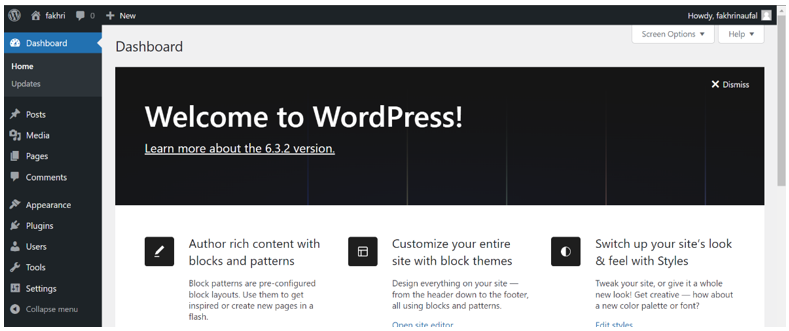 fakhri 0 New Howdy, fakhrinaufal
Screen Options Help
Dashboard
Home
Updates
Posts
Media
Pages
Comments
Appearance
Plugins
Users
Tools
Settings
Collapse menu
Dashboard
Dismiss
Welcome to WordPress!
Learn more about the 6.3.2 version.
Author rich content with
blocks and patterns
Block patterns are pre-configured
block layouts. Use them to get
inspired or create new pages in a
flash.
Customize your entire
site with block themes
Design everything on your site —
from the header down to the footer,
all using blocks and patterns.
Open site editor
Switch up your site's look
& feel with Styles
Tweak your site, or give it a whole
new look! Get creative — how about
a new color palette or font?
Edit styles